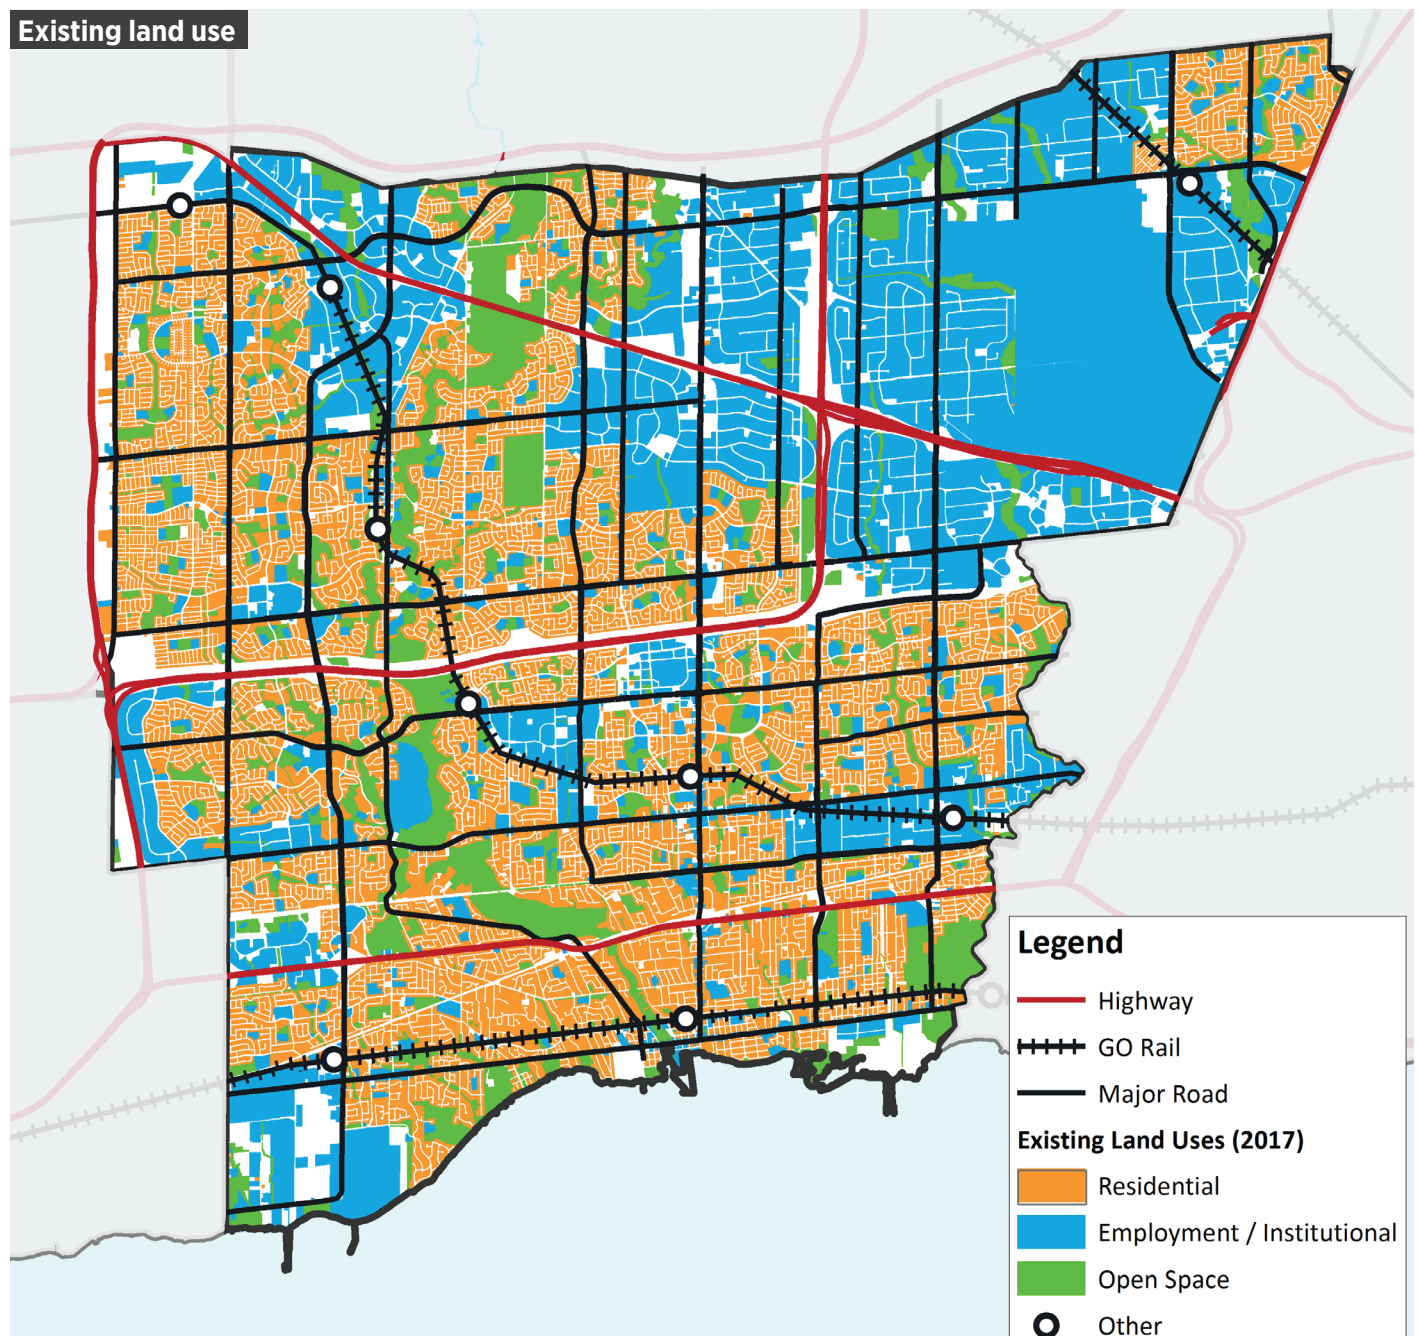 Existing land use
Legend
Highway
GO Rail
Major Road
Existing Land Uses (2017)
Residential
Employment / Institutional
Open Space
Other